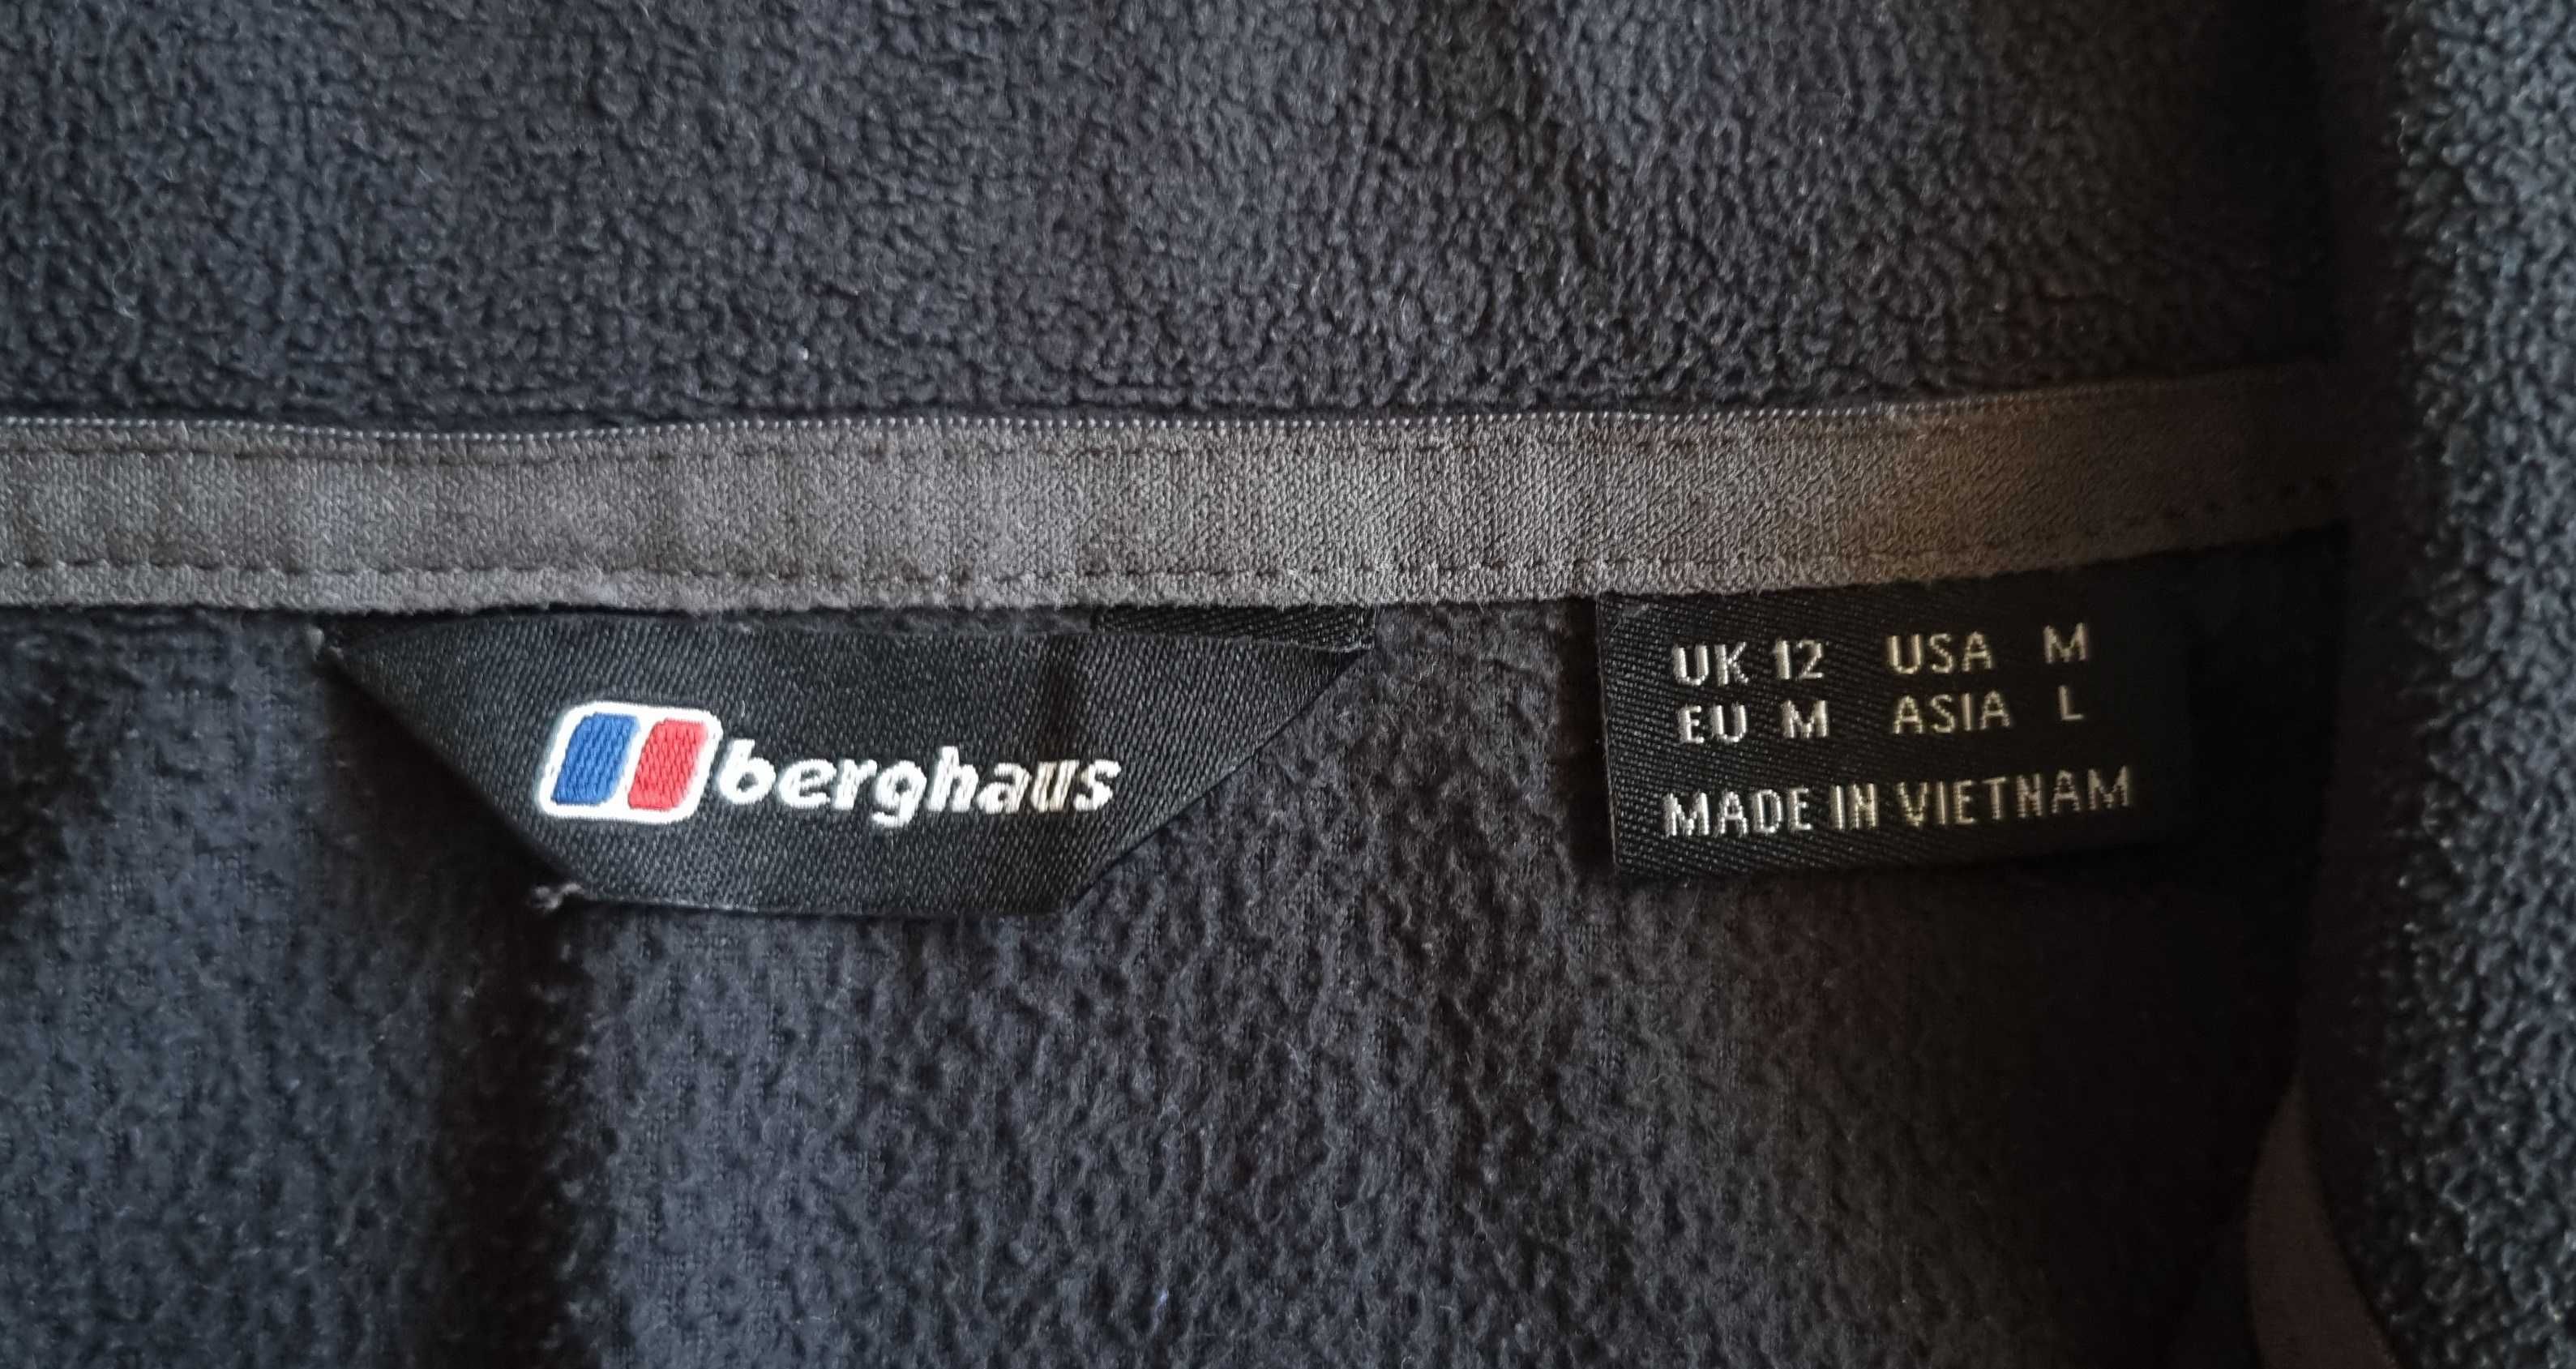 berghaus
UK 12 USA M
EU M ASIA L
MADE IN VIETNAM